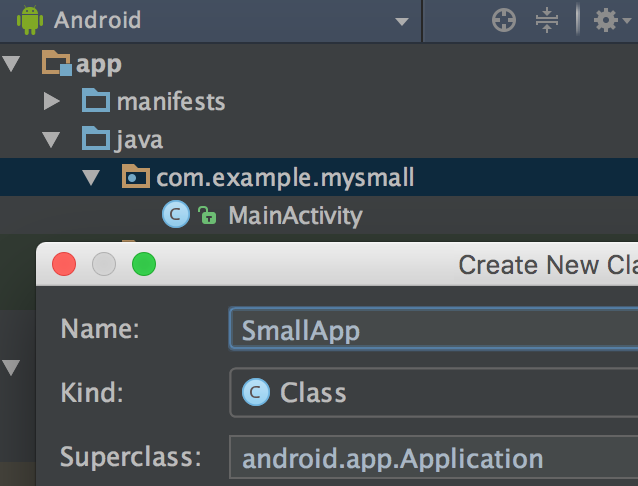 Android
app
manifests
java
com.example.mysmall
C MainActivity
Create New Cla
Name: SmallApp
Kind: C Class
Superclass: android.app.Application